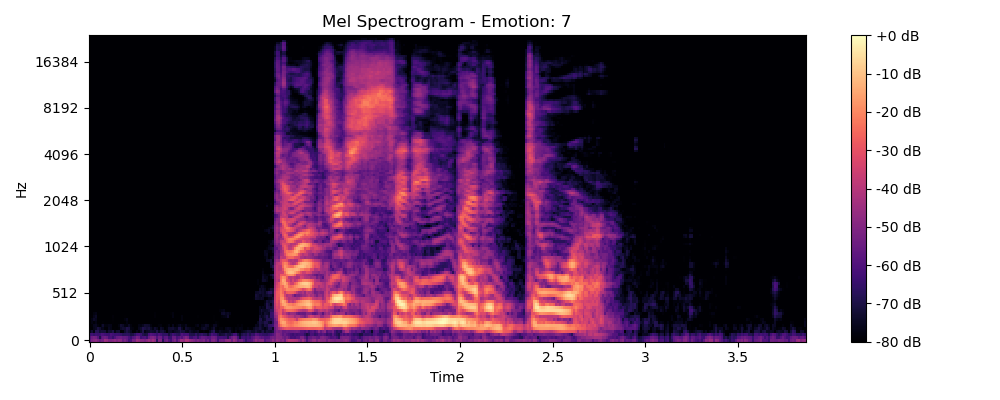 Mel Spectrogram - Emotion: 7
Hz
16384
8192
4096
2048
1024
512
0
0 0.5 1 1.5 2 2.5 3 3.5
Time
+0 dB
-10 dB
-20 dB
-30 dB
-40 dB
-50 dB
-60 dB
-70 dB
-80 dB